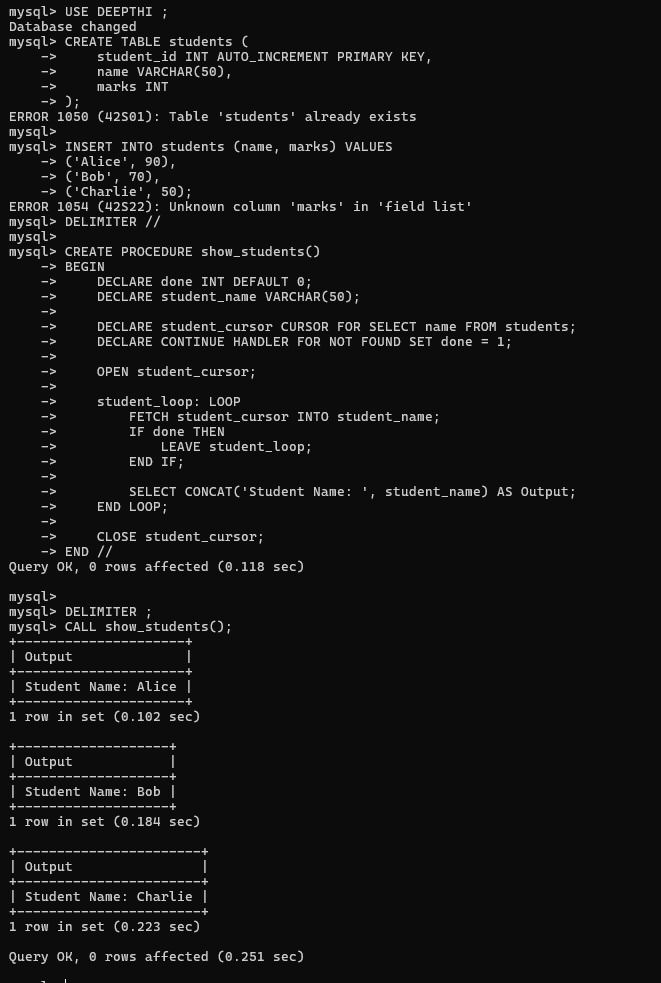 mysql> USE DEEPTHI ;
Database changed
mysql> CREATE TABLE students (
    ->     student_id INT AUTO_INCREMENT PRIMARY KEY,
    ->     name VARCHAR(50),
    ->     marks INT
    -> );
ERROR 1050 (42S01): Table 'students' already exists
mysql>
mysql> INSERT INTO students (name, marks) VALUES
    -> ('Alice', 90),
    -> ('Bob', 70),
    -> ('Charlie', 50);
ERROR 1054 (42S22): Unknown column 'marks' in 'field list'
mysql> DELIMITER //
mysql>
mysql> CREATE PROCEDURE show_students()
    -> BEGIN
    ->     DECLARE done INT DEFAULT 0;
    ->     DECLARE student_name VARCHAR(50);
    ->
    ->     DECLARE student_cursor CURSOR FOR SELECT name FROM students;
    ->     DECLARE CONTINUE HANDLER FOR NOT FOUND SET done = 1;
    ->
    ->     OPEN student_cursor;
    ->
    ->     student_loop: LOOP
    ->         FETCH student_cursor INTO student_name;
    ->         IF done THEN
    ->             LEAVE student_loop;
    ->         END IF;
    ->
    ->         SELECT CONCAT('Student Name: ', student_name) AS Output;
    ->     END LOOP;
    ->
    ->     CLOSE student_cursor;
    -> END //
Query OK, 0 rows affected (0.118 sec)

mysql>
mysql> DELIMITER ;
mysql> CALL show_students();
+---------------------+
| Output              |
+---------------------+
| Student Name: Alice |
+---------------------+
1 row in set (0.102 sec)

+-------------------+
| Output            |
+-------------------+
| Student Name: Bob |
+-------------------+
1 row in set (0.184 sec)

+-----------------------+
| Output                |
+-----------------------+
| Student Name: Charlie |
+-----------------------+
1 row in set (0.223 sec)

Query OK, 0 rows affected (0.251 sec)